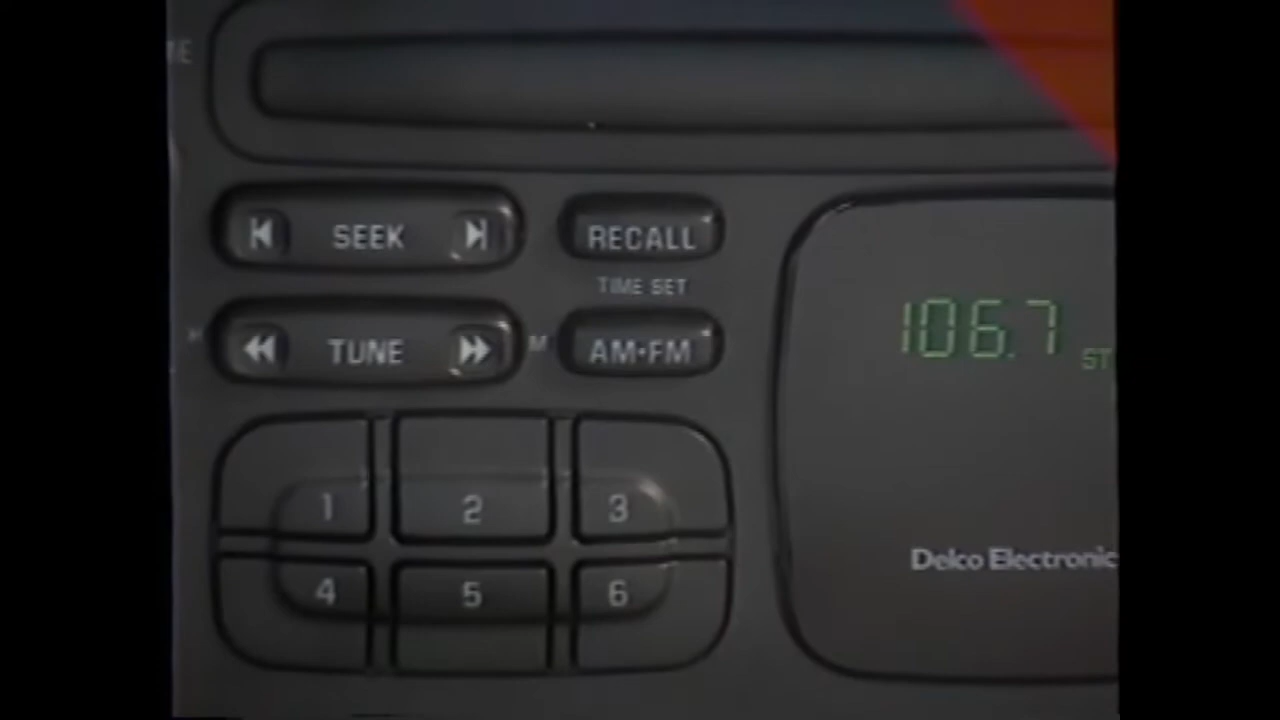 SEEK RECALL
TIME SET
H TUNE M AM•FM
106.7
ST
1 2 3
4 5 6
Delco Electronic